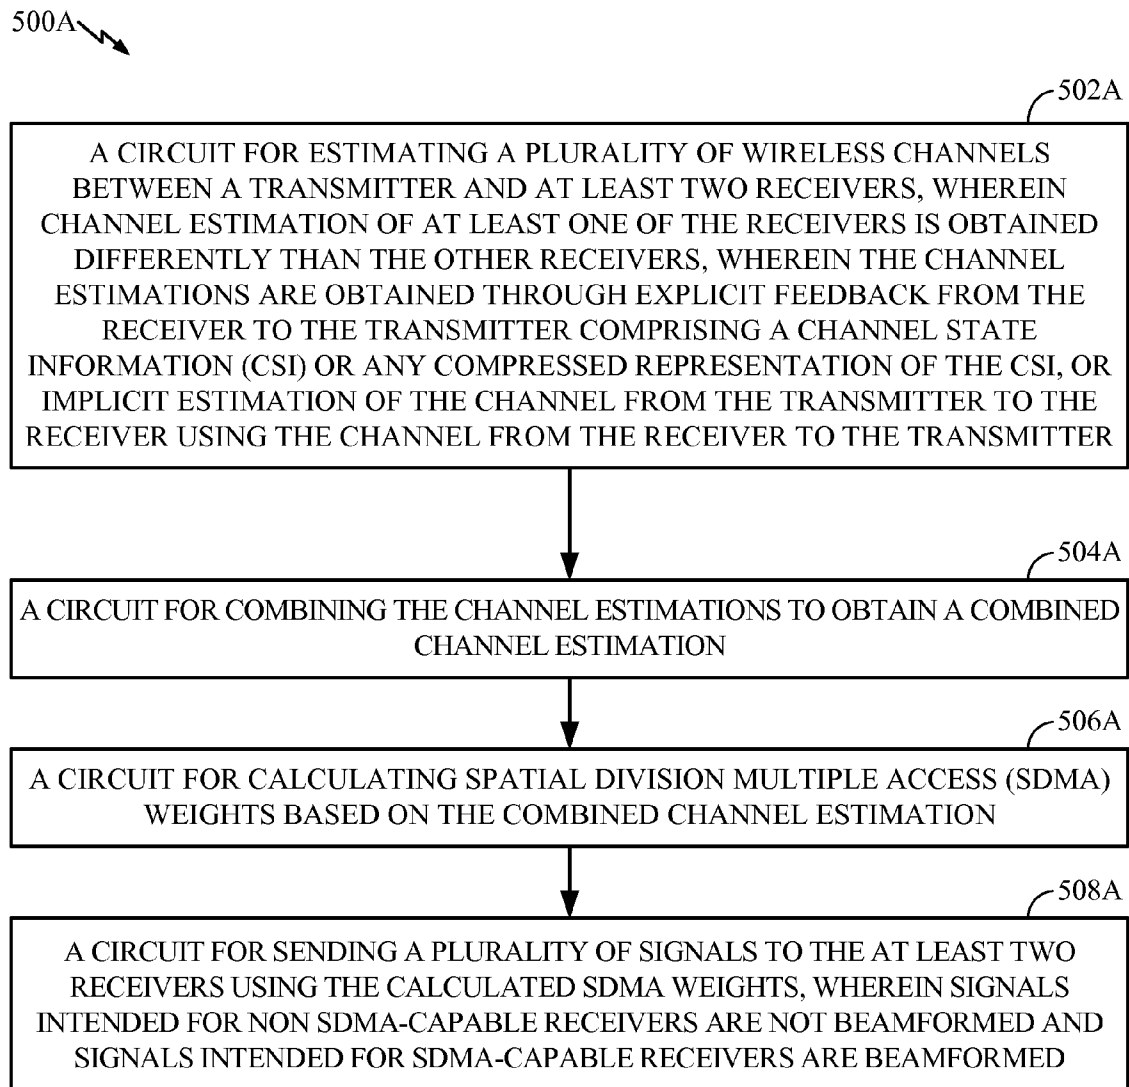 500A
502A
A CIRCUIT FOR ESTIMATING A PLURALITY OF WIRELESS CHANNELS
BETWEEN A TRANSMITTER AND AT LEAST TWO RECEIVERS, WHEREIN
CHANNEL ESTIMATION OF AT LEAST ONE OF THE RECEIVERS IS OBTAINED
DIFFERENTLY THAN THE OTHER RECEIVERS, WHEREIN THE CHANNEL
ESTIMATIONS ARE OBTAINED THROUGH EXPLICIT FEEDBACK FROM THE
RECEIVER TO THE TRANSMITTER COMPRISING A CHANNEL STATE
INFORMATION (CSI) OR ANY COMPRESSED REPRESENTATION OF THE CSI, OR
IMPLICIT ESTIMATION OF THE CHANNEL FROM THE TRANSMITTER TO THE
RECEIVER USING THE CHANNEL FROM THE RECEIVER TO THE TRANSMITTER
504A
A CIRCUIT FOR COMBINING THE CHANNEL ESTIMATIONS TO OBTAIN A COMBINED
CHANNEL ESTIMATION
506A
A CIRCUIT FOR CALCULATING SPATIAL DIVISION MULTIPLE ACCESS (SDMA)
WEIGHTS BASED ON THE COMBINED CHANNEL ESTIMATION
508A
A CIRCUIT FOR SENDING A PLURALITY OF SIGNALS TO THE AT LEAST TWO
RECEIVERS USING THE CALCULATED SDMA WEIGHTS, WHEREIN SIGNALS
INTENDED FOR NON SDMA-CAPABLE RECEIVERS ARE NOT BEAMFORMED AND
SIGNALS INTENDED FOR SDMA-CAPABLE RECEIVERS ARE BEAMFORMED